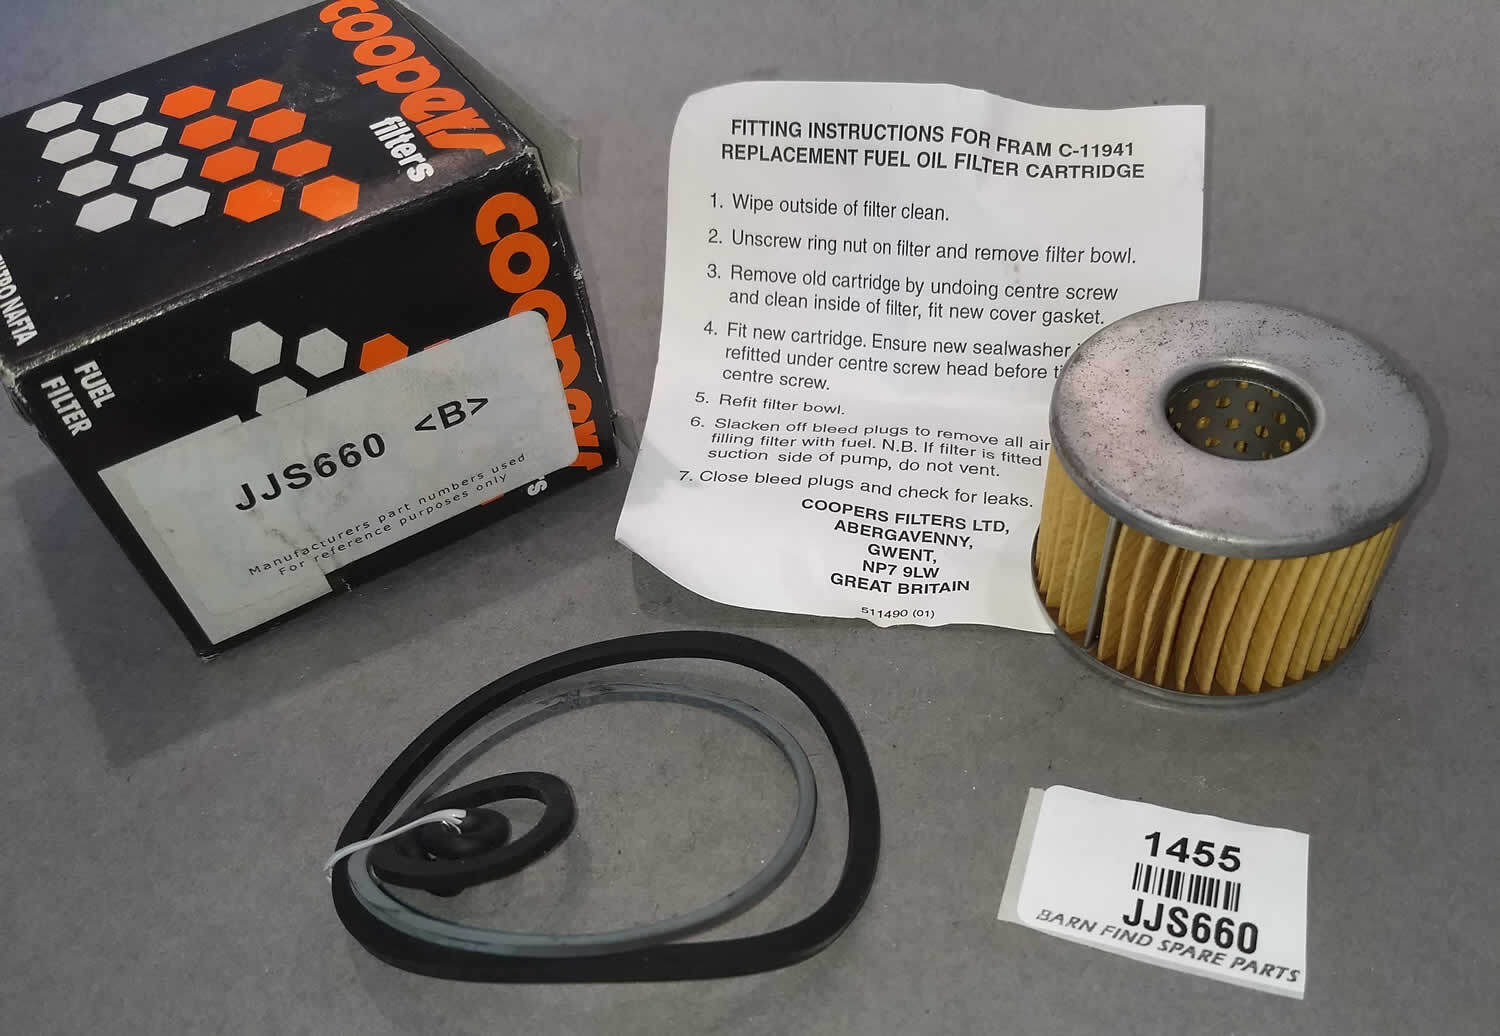 coopers
filters
FILTRO NAFTA
coopers
FUEL
FILTER
JJS660 <B>
Manufacturers part numbers used
For reference purposes only
FITTING INSTRUCTIONS FOR FRAM C-11941
REPLACEMENT FUEL OIL FILTER CARTRIDGE
1. Wipe outside of filter clean.
2. Unscrew ring nut on filter and remove filter bowl.
3. Remove old cartridge by undoing centre screw
and clean inside of filter, fit new cover gasket.
4. Fit new cartridge. Ensure new sealwasher
refitted under centre screw head before
centre screw.
5. Refit filter bowl.
6. Slacken off bleed plugs to remove all air
filling filter with fuel. N.B. If filter is fitted
suction side of pump, do not vent.
7. Close bleed plugs and check for leaks.
COOPERS FILTERS LTD,
ABERGAVENNY,
GWENT,
NP7 9LW
GREAT BRITAIN
511490 (01)
1455
JJS660
BARN FIND SPARE PARTS